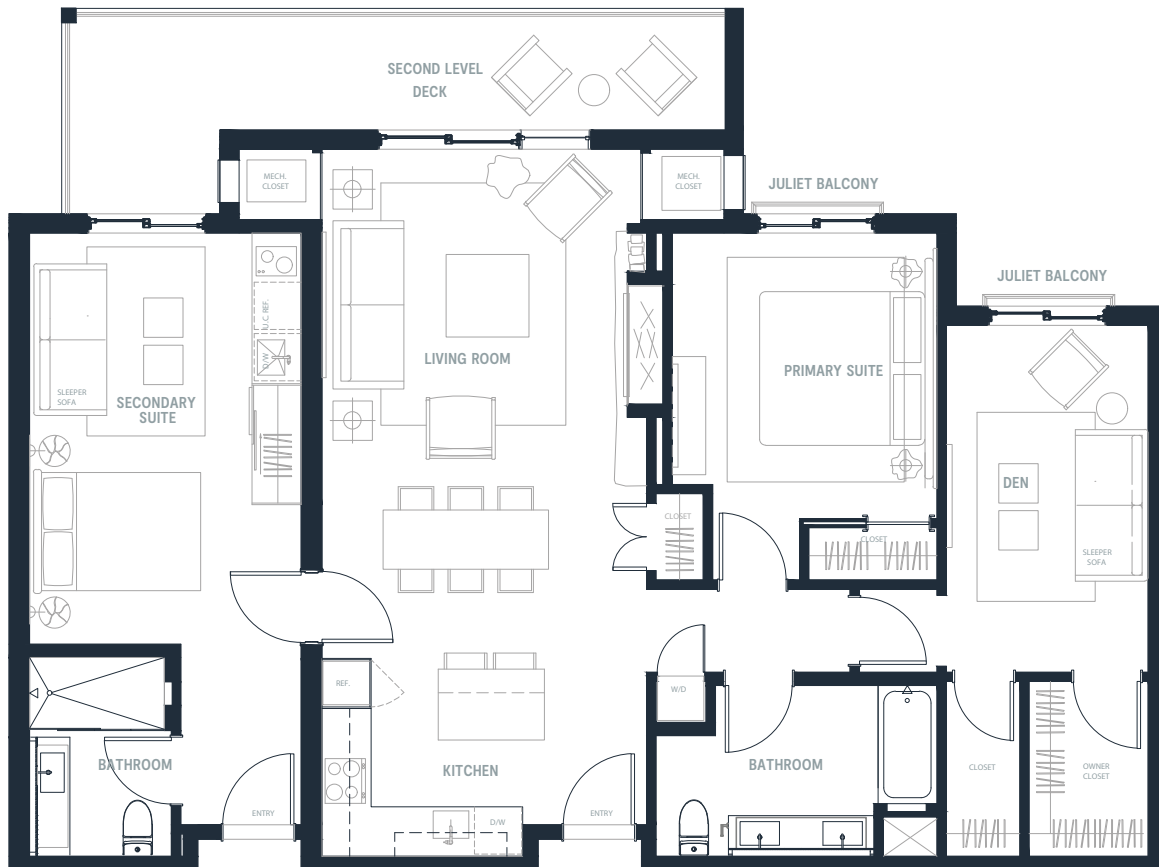 SECOND LEVEL
DECK
MECH.
CLOSET
MECH.
CLOSET
JULIET BALCONY
JULIET BALCONY
U.C. REF.
D/W
LIVING ROOM
PRIMARY SUITE
SLEEPER
SOFA
SECONDARY
SUITE
DEN
CLOSET
CLOSET
SLEEPER
SOFA
REF.
W/D
BATHROOM
KITCHEN
BATHROOM
CLOSET
OWNER
CLOSET
ENTRY
ENTRY
D/W